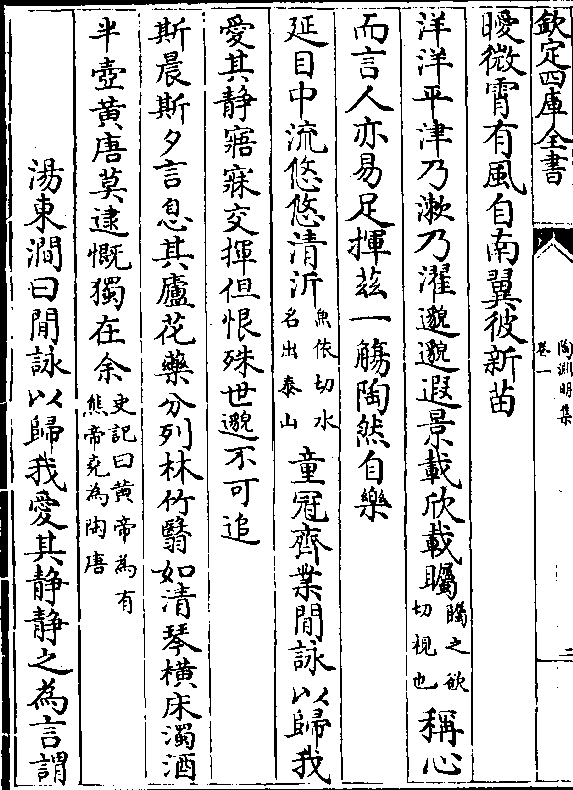 欽定四庫全書
陶淵明集
卷一
二
曖微霄有風自南翼彼新苗
洋洋平津乃漱乃濯邈邈遐景載欣載矚矚之欲切視也稱心
而言人亦易足揮茲一觴陶然自樂
延目中流悠悠清沂魚依切水名出泰山童冠齊業閒詠以歸我
愛其静寤寐交揮但恨殊世邈不可追
斯晨斯夕言息其廬花藥分列林竹翳如清琴橫床濁酒
半壺黃唐莫逮慨獨在余史記曰黃帝為有熊帝堯為陶唐
湯東澗曰閒詠以歸我愛其静静之為言謂